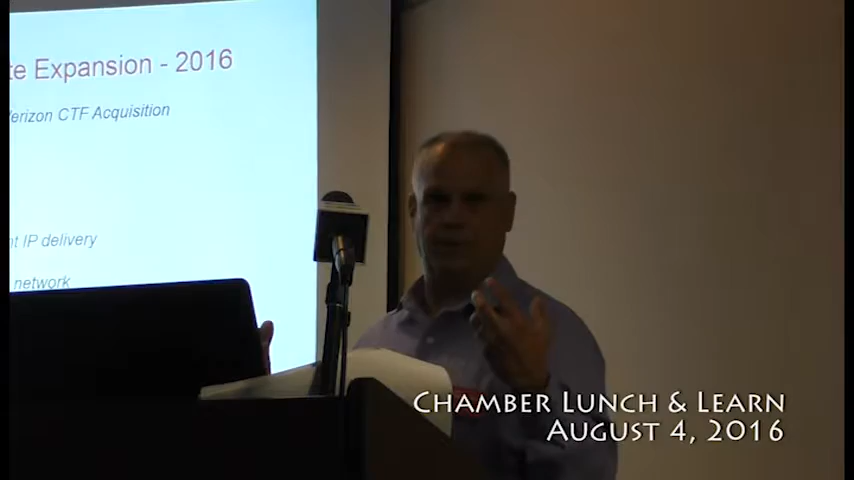 te Expansion - 2016
erizon CTF Acquisition
nt IP delivery
network
CHAMBER LUNCH & LEARN
AUGUST 4, 2016